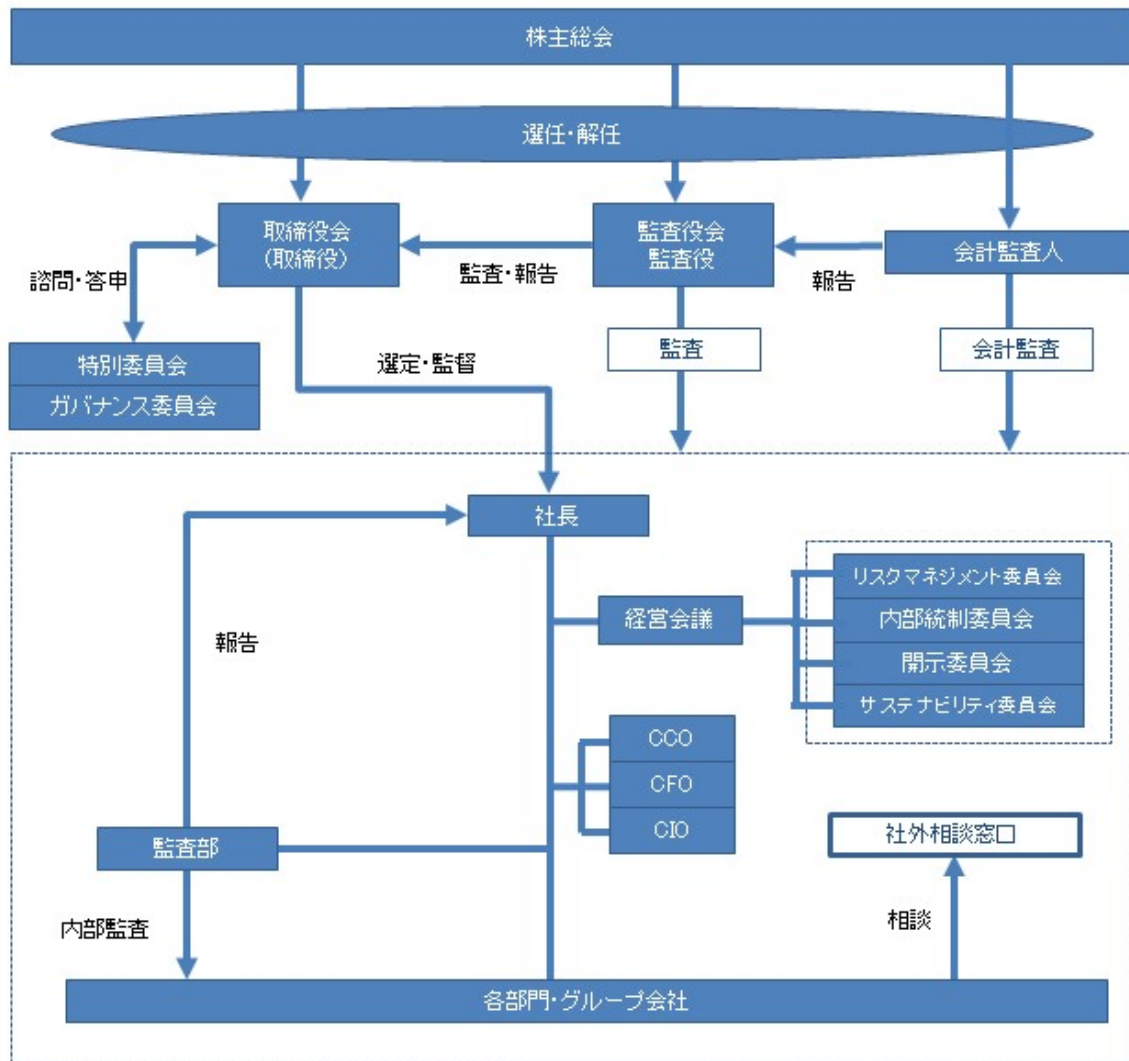 株主総会
選任・解任
取締役会
(取締役)
監査役会
監査役
会計監査人
監査・報告
報告
諮問・答申
特別委員会
ガバナンス委員会
選定・監督
監査
会計監査
社長
経営会議
リスクマネジメント委員会
内部統制委員会
開示委員会
サステナビリティ委員会
報告
CCO
CFO
CIO
監査部
社外相談窓口
内部監査
相談
各部門・グループ会社